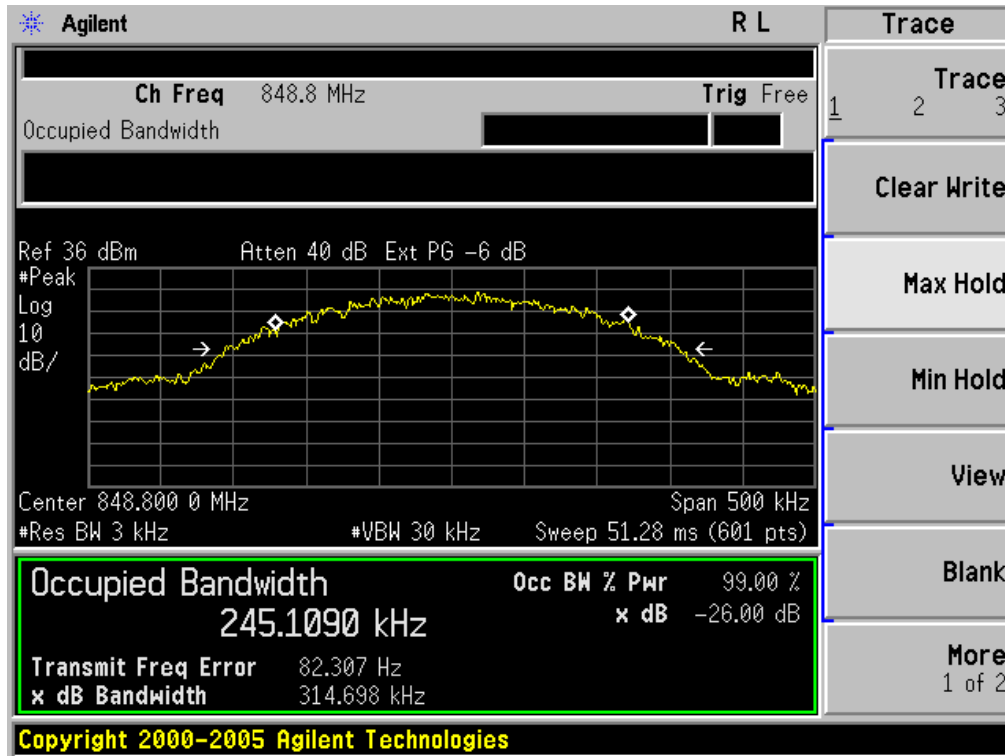 Agilent R L Trace
Ch Freq 848.8 MHz Trig Free
Occupied Bandwidth
Trace
1 2 3
Clear Write
Max Hold
Min Hold
View
Blank
More
1 of 2
Ref 36 dBm Atten 40 dB Ext PG -6 dB
#Peak
Log
10
dB/
Center 848.800 0 MHz Span 500 kHz
#Res BW 3 kHz #VBW 30 kHz Sweep 51.28 ms (601 pts)
Occupied Bandwidth Occ BW % Pwr 99.00 %
245.1090 kHz x dB -26.00 dB
Transmit Freq Error 82.307 Hz
x dB Bandwidth 314.698 kHz
Copyright 2000-2005 Agilent Technologies